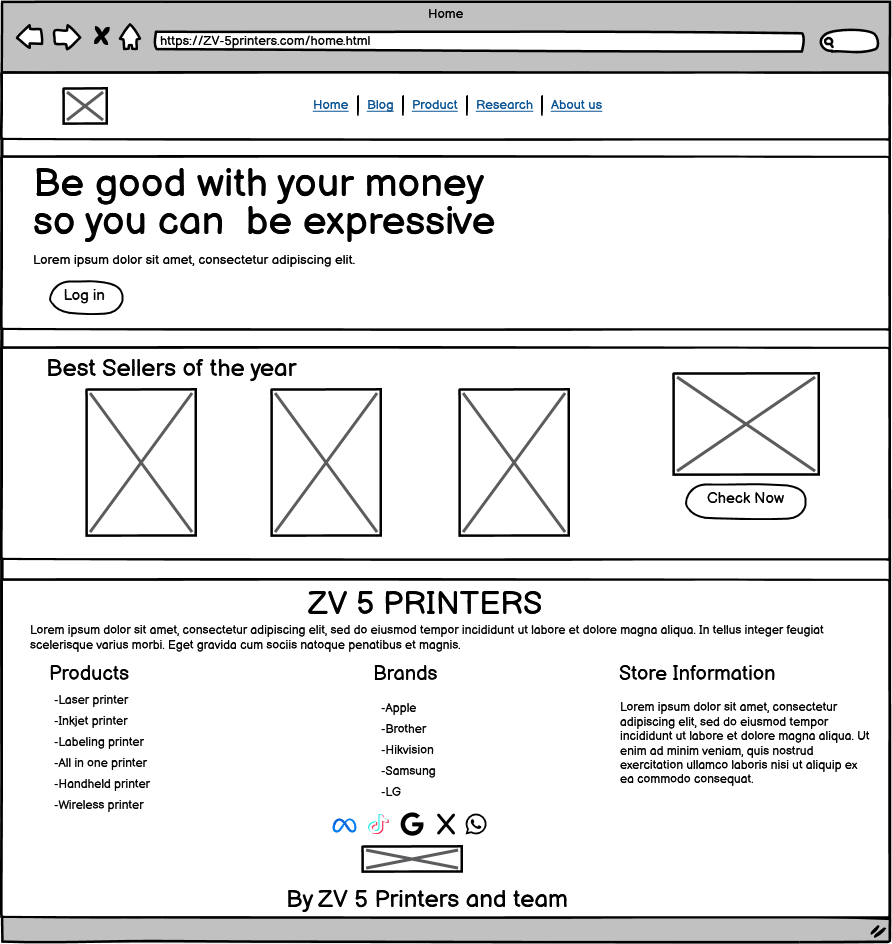 Home
https://ZV-5printers.com/home.html
Home | Blog | Product | Research | About us
Be good with your money
so you can be expressive
Lorem ipsum dolor sit amet, consectetur adipiscing elit.
Log in
Best Sellers of the year
Check Now
ZV 5 PRINTERS
Lorem ipsum dolor sit amet, consectetur adipiscing elit, sed do eiusmod tempor incididunt ut labore et dolore magna aliqua. In tellus integer feugiat
scelerisque varius morbi. Eget gravida cum sociis natoque penatibus et magnis.
Products
-Laser printer
-Inkjet printer
-Labeling printer
-All in one printer
-Handheld printer
-Wireless printer
Brands
-Apple
-Brother
-Hikvision
-Samsung
-LG
Store Information
Lorem ipsum dolor sit amet, consectetur
adipiscing elit, sed do eiusmod tempor
incididunt ut labore et dolore magna aliqua. Ut
enim ad minim veniam, quis nostrud
exercitation ullamco laboris nisi ut aliquip ex
ea commodo consequat.
By ZV 5 Printers and team